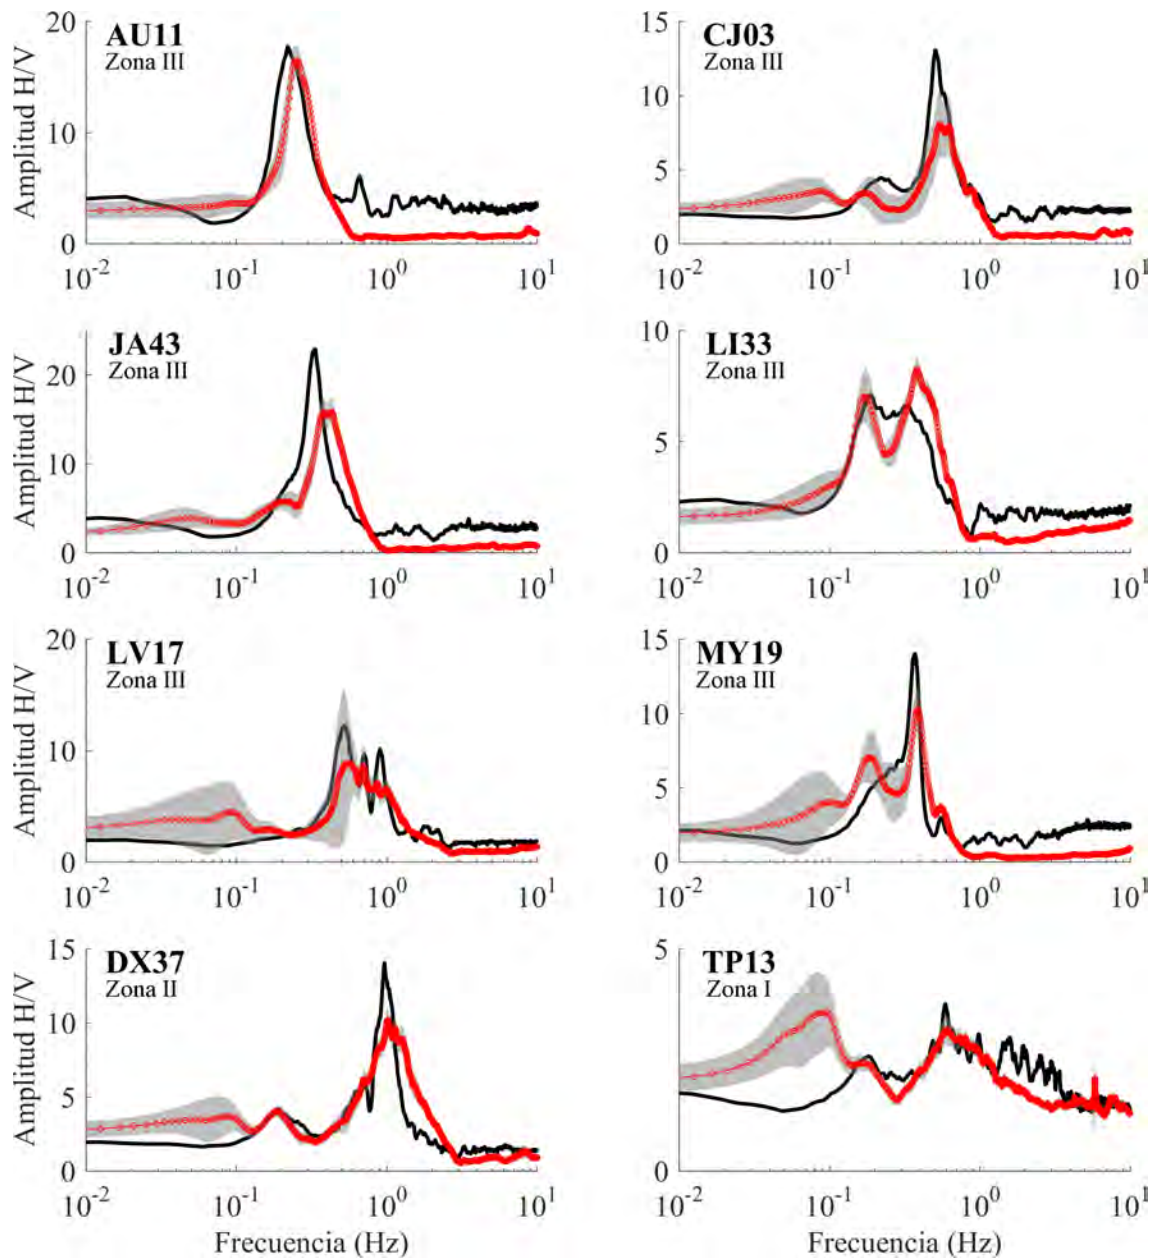 20
AU11
Zona III
10
0
Amplitud H/V
10^-2 10^-1 10^0 10^1
15
CJ03
Zona III
10
5
0
10^-2 10^-1 10^0 10^1
JA43
Zona III
20
10
0
Amplitud H/V
10^-2 10^-1 10^0 10^1
10
LI33
Zona III
5
0
10^-2 10^-1 10^0 10^1
20
LV17
Zona III
10
0
Amplitud H/V
10^-2 10^-1 10^0 10^1
15
MY19
Zona III
10
5
0
10^-2 10^-1 10^0 10^1
15
DX37
Zona II
10
5
0
Amplitud H/V
10^-2 10^-1 10^0 10^1
Frecuencia (Hz)
5
TP13
Zona I
0
10^-2 10^-1 10^0 10^1
Frecuencia (Hz)